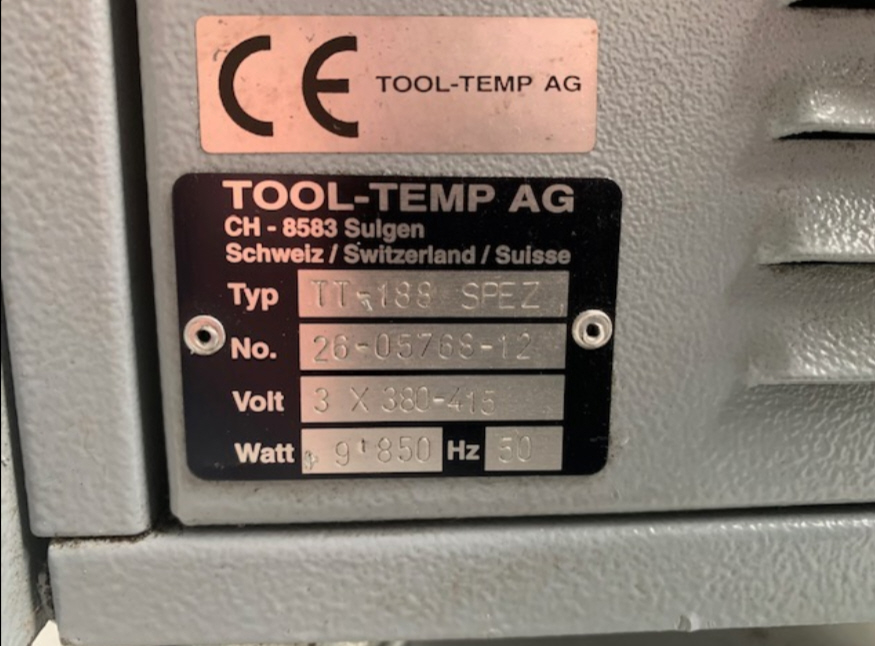 CE TOOL-TEMP AG
TOOL-TEMP AG
CH - 8583 Sulgen
Schweiz / Switzerland / Suisse
Typ TT-188 SPEZ
No. 26-05768-12
Volt 3 X 380-415
Watt 9'850 Hz 50